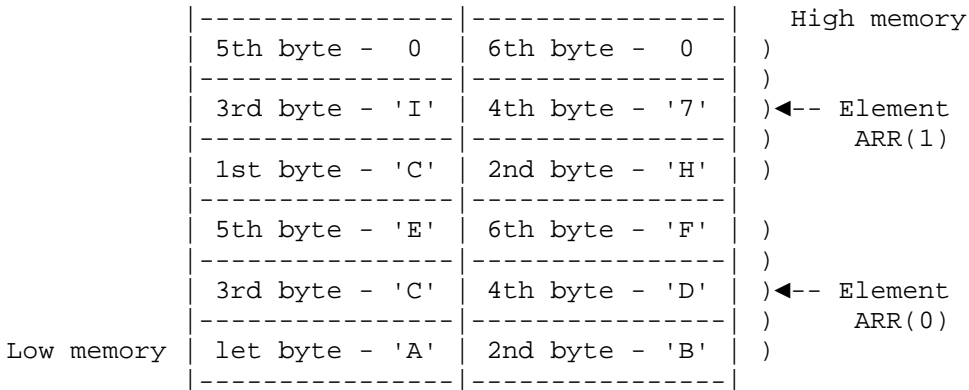 |----------------|----------------| High memory
| 5th byte - 0 | 6th byte - 0 | )
|----------------|----------------| )
| 3rd byte - 'I' | 4th byte - '7' | )◄-- Element
|----------------|----------------| ) ARR(1)
| 1st byte - 'C' | 2nd byte - 'H' | )
|----------------|----------------|
| 5th byte - 'E' | 6th byte - 'F' | )
|----------------|----------------| )
| 3rd byte - 'C' | 4th byte - 'D' | )◄-- Element
|----------------|----------------| ) ARR(0)
Low memory | let byte - 'A' | 2nd byte - 'B' | )
|----------------|----------------|